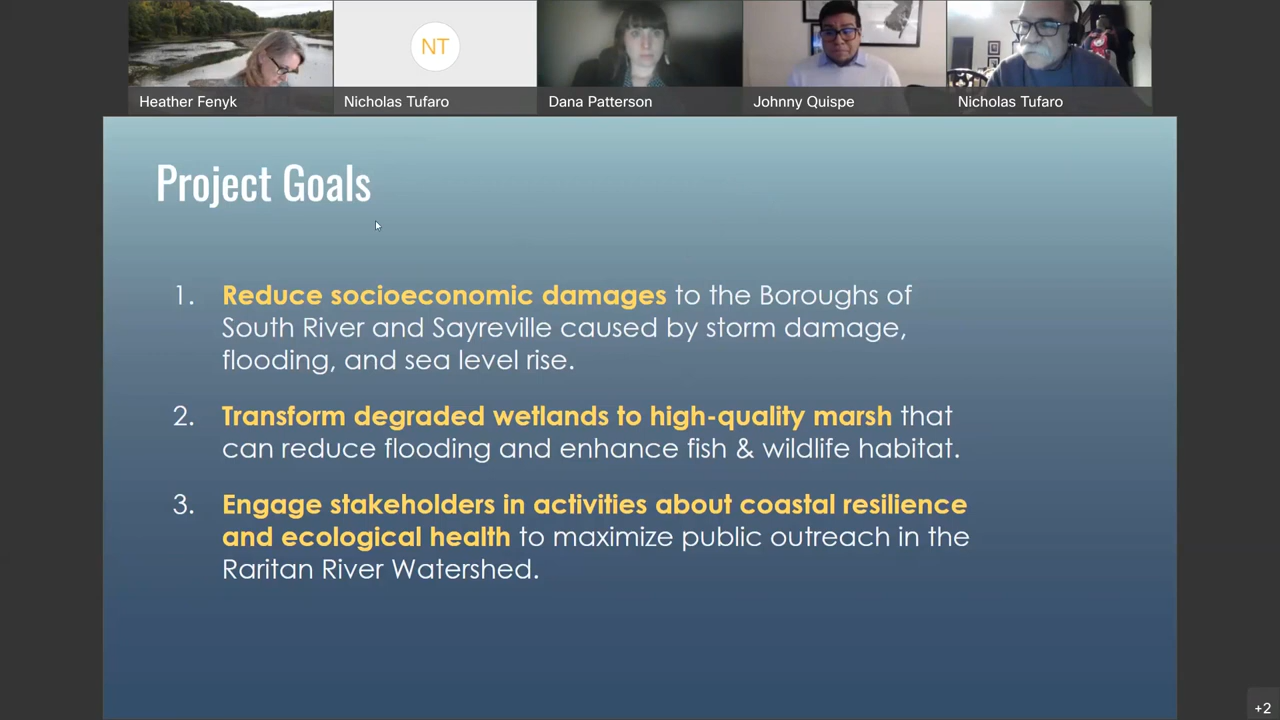 NT
Heather Fenyk
Nicholas Tufaro
Dana Patterson
Johnny Quispe
Nicholas Tufaro
Project Goals
1. Reduce socioeconomic damages to the Boroughs of
South River and Sayreville caused by storm damage,
flooding, and sea level rise.
2. Transform degraded wetlands to high-quality marsh that
can reduce flooding and enhance fish & wildlife habitat.
3. Engage stakeholders in activities about coastal resilience
and ecological health to maximize public outreach in the
Raritan River Watershed.
+2